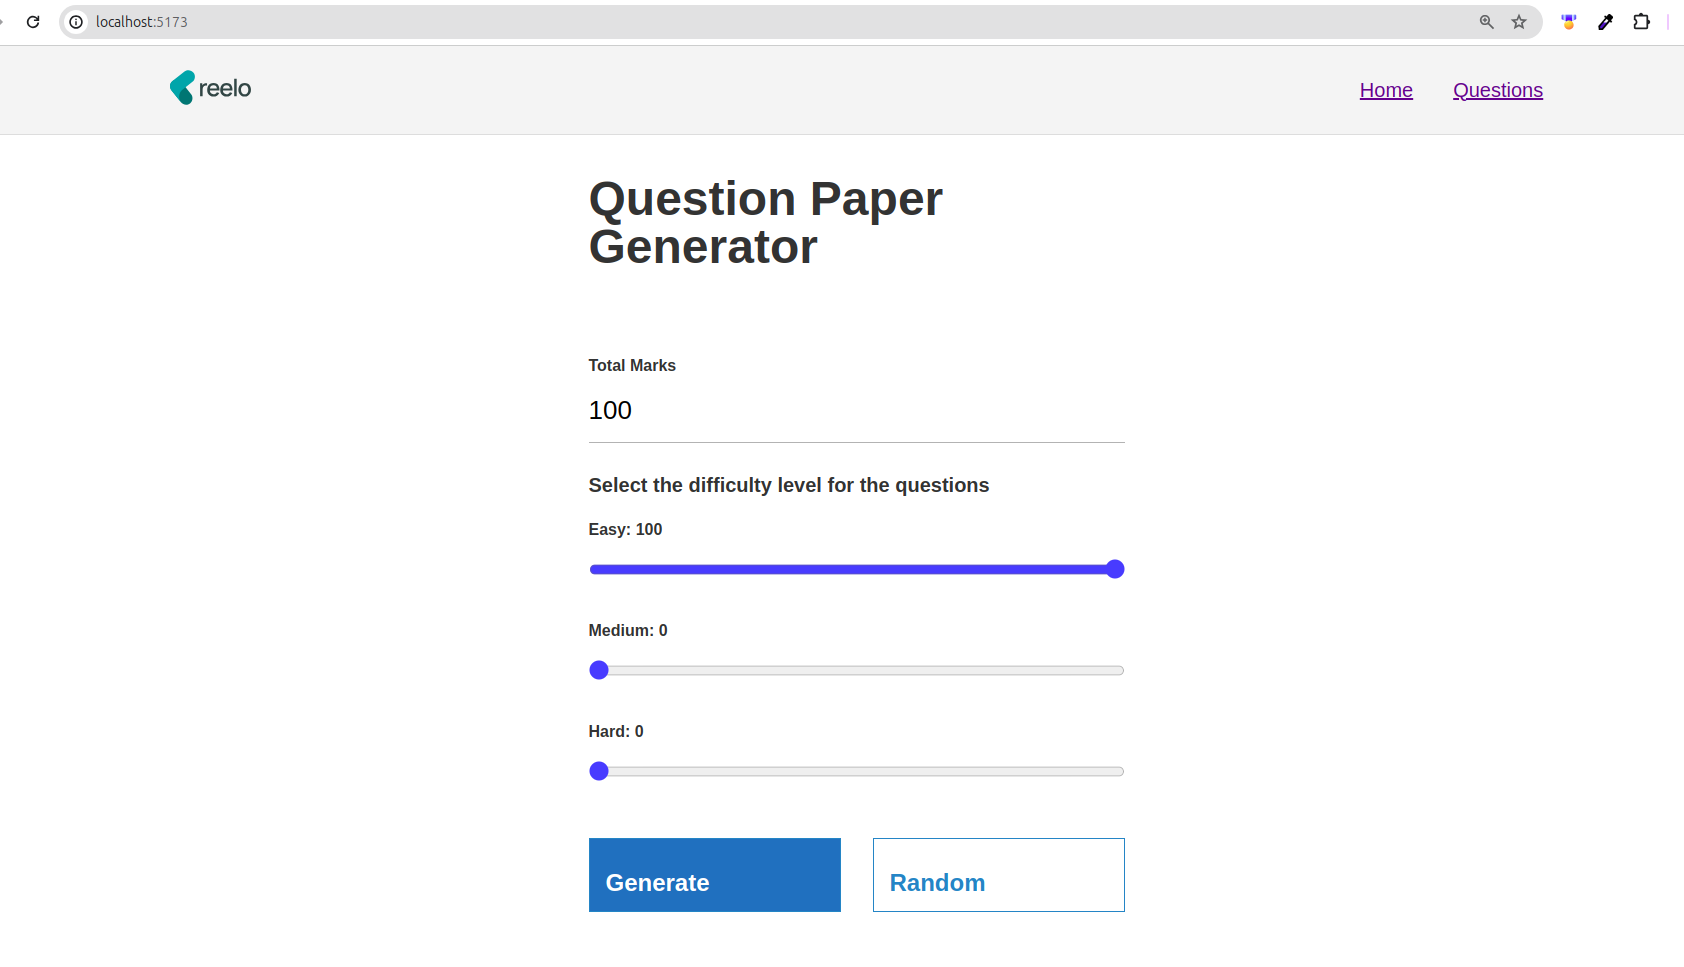 localhost:5173
reelo
Home Questions
Question Paper
Generator
Total Marks
100
Select the difficulty level for the questions
Easy: 100
Medium: 0
Hard: 0
Generate Random